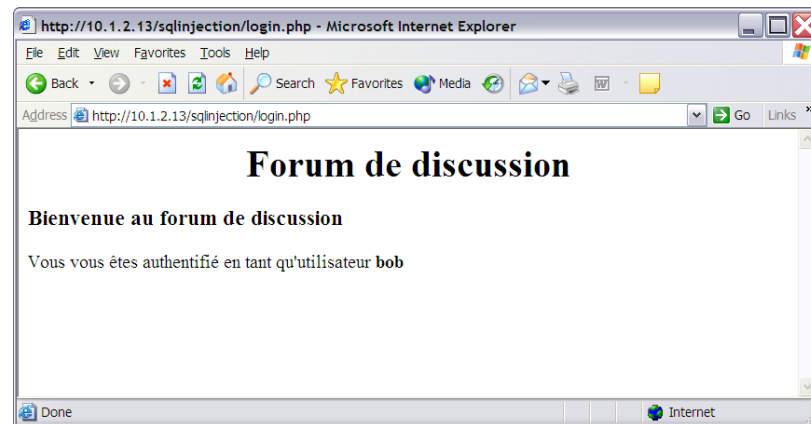 http://10.1.2.13/sqlinjection/login.php - Microsoft Internet Explorer
File Edit View Favorites Tools Help
Back Search Favorites Media
Address http://10.1.2.13/sqlinjection/login.php Go Links »
Forum de discussion
Bienvenue au forum de discussion
Vous vous êtes authentifié en tant qu'utilisateur bob
Done Internet